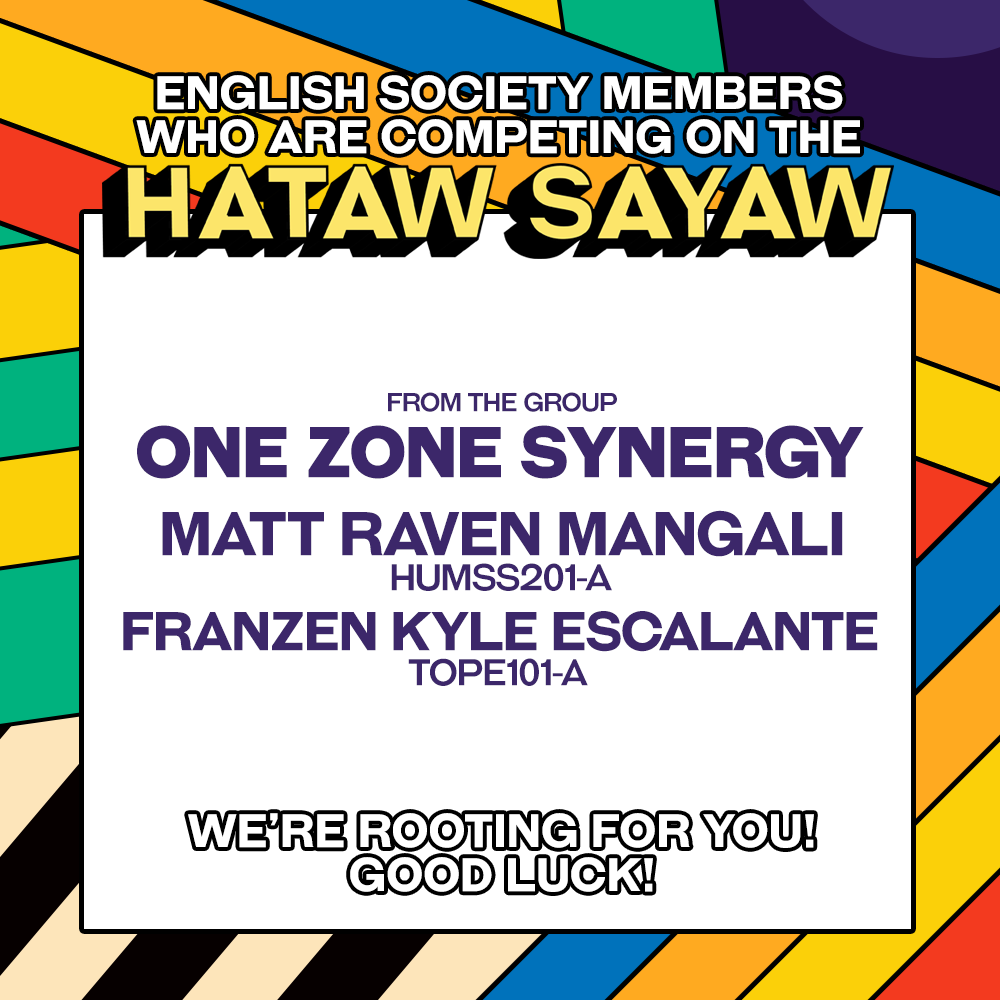 ENGLISH SOCIETY MEMBERS
WHO ARE COMPETING ON THE
HATAW SAYAW
FROM THE GROUP
ONE ZONE SYNERGY
MATT RAVEN MANGALI
HUMSS201-A
FRANZEN KYLE ESCALANTE
TOPE101-A
WE'RE ROOTING FOR YOU!
GOOD LUCK!